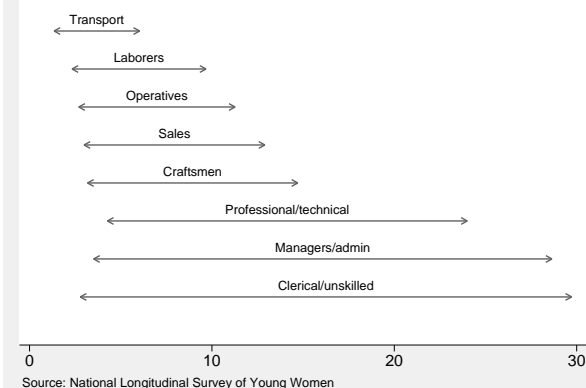 Transport
Laborers
Operatives
Sales
Craftsmen
Professional/technical
Managers/admin
Clerical/unskilled
0 10 20 30
Source: National Longitudinal Survey of Young Women